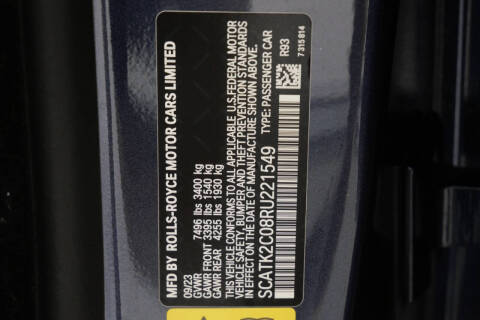 MFD BY ROLLS-ROYCE MOTOR CARS LIMITED
09/23
GVWR 7496 lbs 3400 kg
GAWR FRONT 3395 lbs 1540 kg
GAWR REAR 4255 lbs 1930 kg
THIS VEHICLE CONFORMS TO ALL APPLICABLE U.S. FEDERAL MOTOR
VEHICLE SAFETY, BUMPER AND THEFT PREVENTION STANDARDS
IN EFFECT ON THE DATE OF MANUFACTURE SHOWN ABOVE.
SCATK2C08RU221549 TYPE: PASSENGER CAR
R93
7 315 814